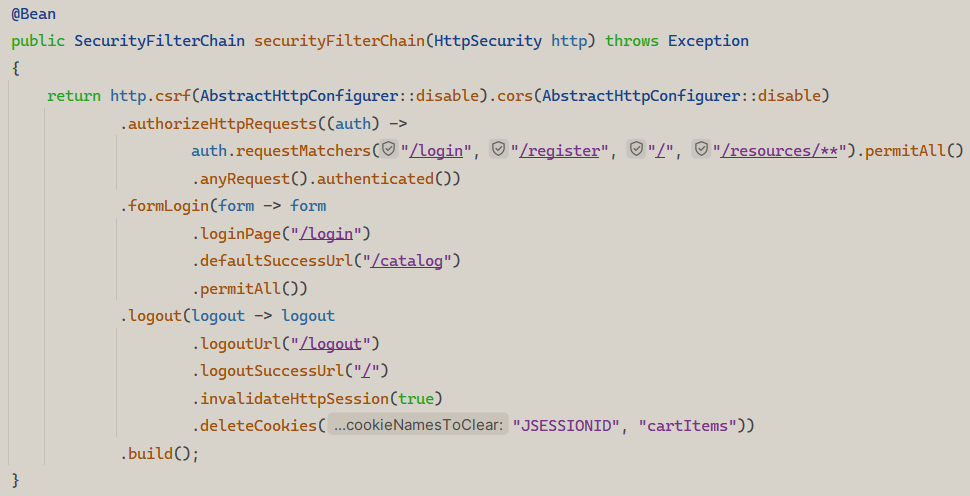 @Bean
public SecurityFilterChain securityFilterChain(HttpSecurity http) throws Exception
{
    return http.csrf(AbstractHttpConfigurer::disable).cors(AbstractHttpConfigurer::disable)
            .authorizeHttpRequests((auth) ->
                    auth.requestMatchers("/login", "/register", "/", "/resources/**").permitAll()
                    .anyRequest().authenticated())
            .formLogin(form -> form
                    .loginPage("/login")
                    .defaultSuccessUrl("/catalog")
                    .permitAll())
            .logout(logout -> logout
                    .logoutUrl("/logout")
                    .logoutSuccessUrl("/")
                    .invalidateHttpSession(true)
                    .deleteCookies( ...cookieNamesToClear: "JSESSIONID", "cartItems"))
            .build();
}